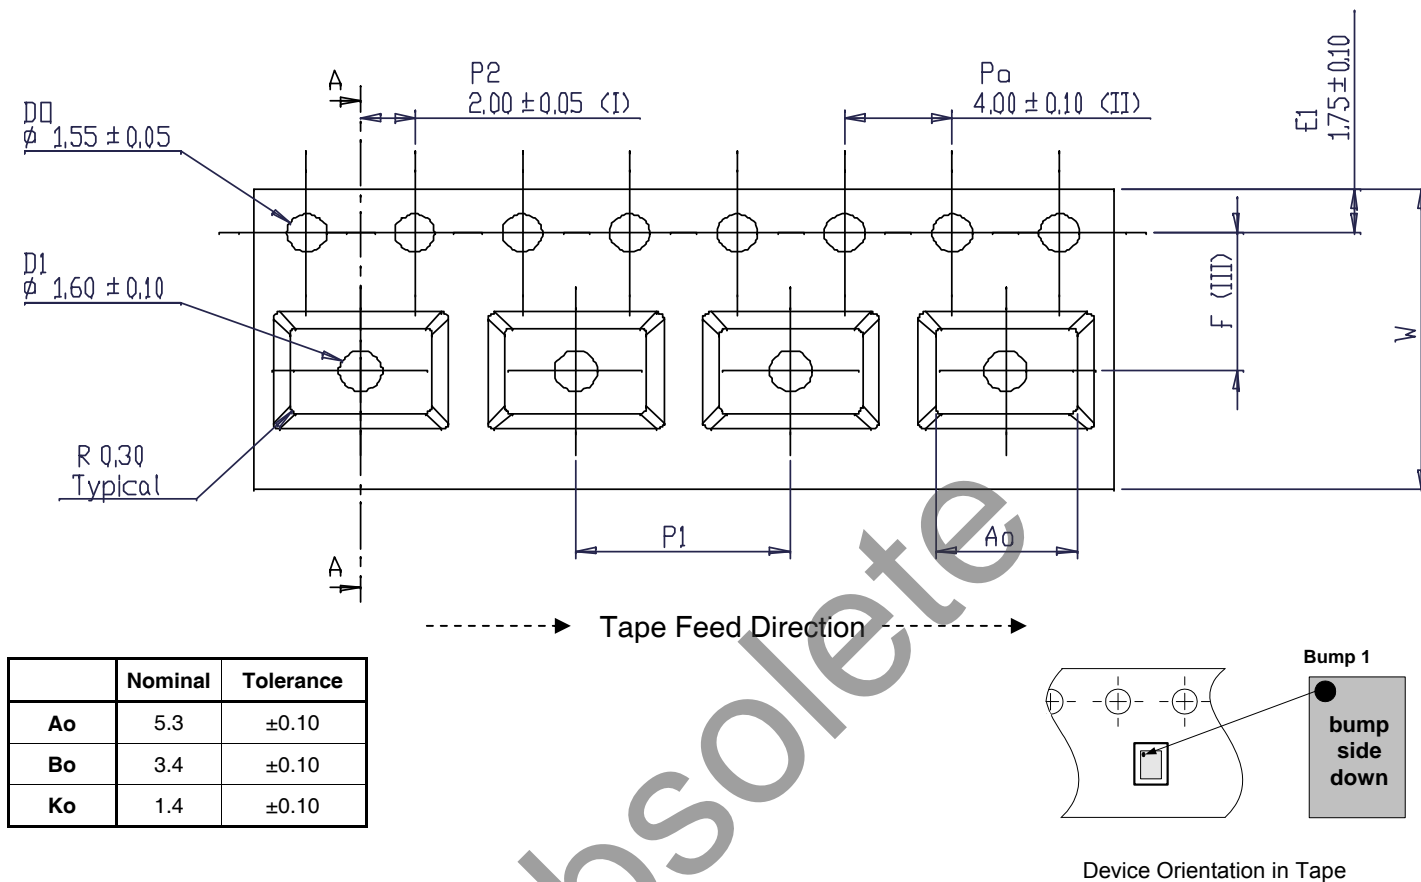 A
P2
2,00 ±0,05 (I)
Po
4,00 ±0,10 (II)
E1
1,75 ±0,10
D0
ø 1,55 ±0,05
D1
ø 1,60 ±0,10
F (III)
W
R 0,30
Typical
P1
Ao
A
Tape Feed Direction
Nominal Tolerance
Ao 5.3 ±0.10
Bo 3.4 ±0.10
Ko 1.4 ±0.10
Bump 1
bump
side
down
Device Orientation in Tape
bsolete